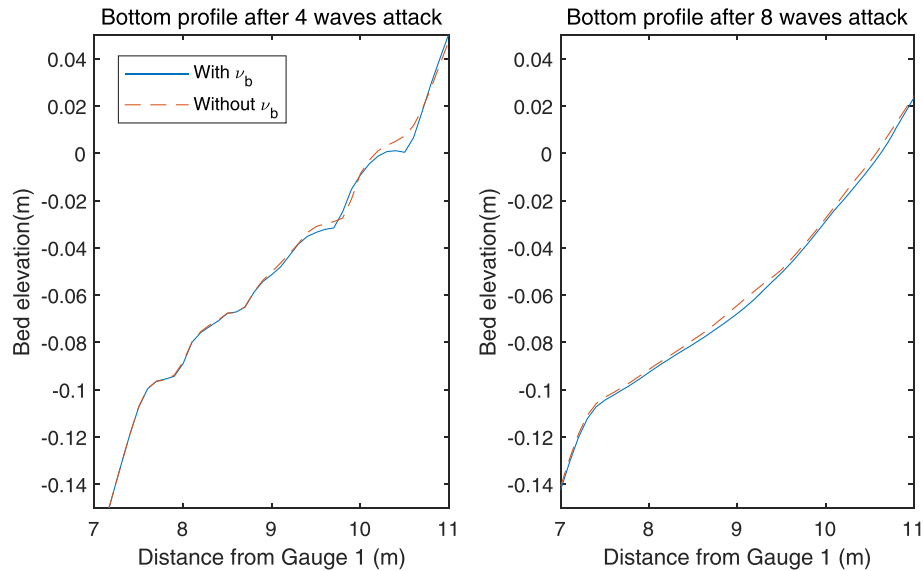 Bottom profile after 4 waves attack
0.04
0.02
0
-0.02
-0.04
-0.06
-0.08
-0.1
-0.12
-0.14
Bed elevation(m)
With ν_b
Without ν_b
7 8 9 10 11
Distance from Gauge 1 (m)
Bottom profile after 8 waves attack
0.04
0.02
0
-0.02
-0.04
-0.06
-0.08
-0.1
-0.12
-0.14
Bed elevation(m)
7 8 9 10 11
Distance from Gauge 1 (m)